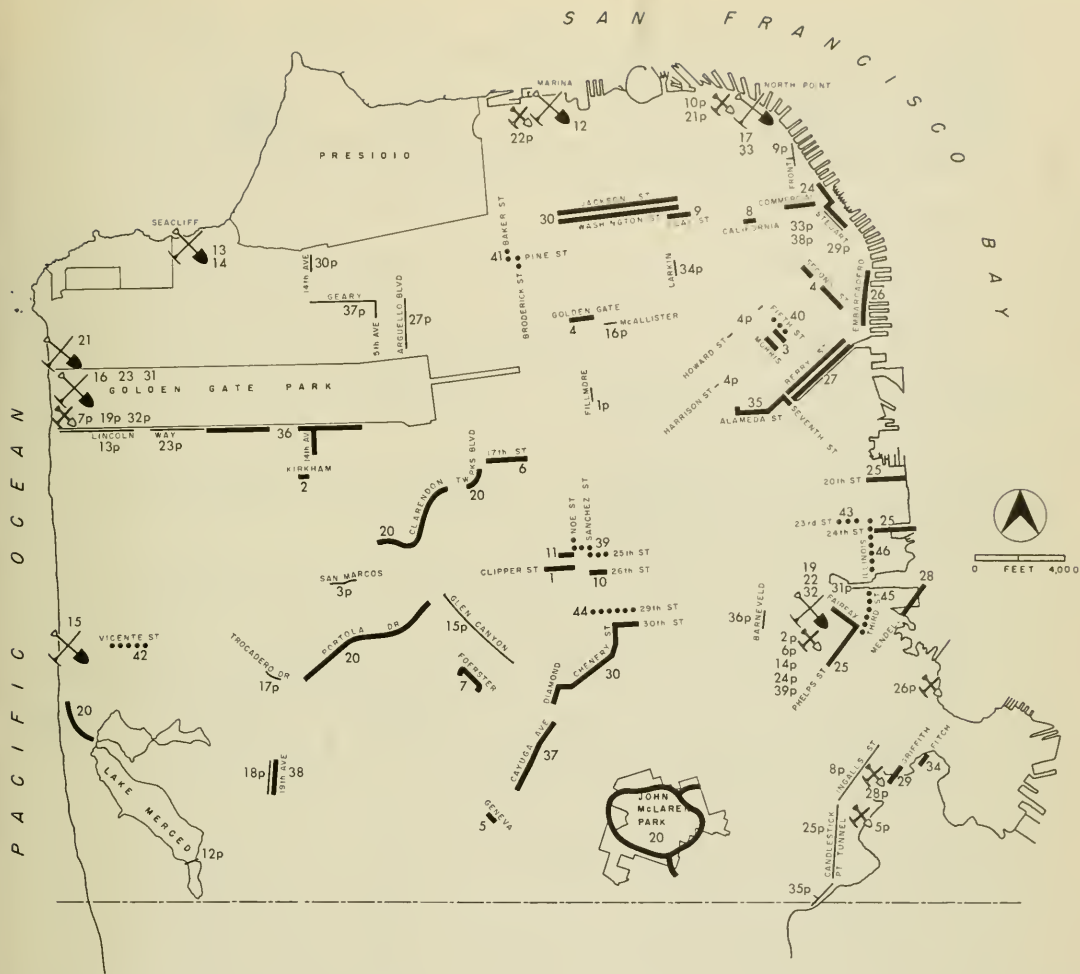 SAN FRANCISCO BAY
MARINA
NORTH POINT
10p
21p
22p
12
17
33
PRESIDIO
9p
FRONT
24
JACKSON ST
30
WASHINGTON ST
CLAY ST
9
8
CALIFORNIA
COMMERCIAL
33p
38p
STEWART
29p
SEACLIFF
13
14
BAKER ST
41
PINE ST
BRODERICK ST
14th AVE
30p
LARKIN
34p
SECOND ST
4
EMBARCADERO
26
GEARY
37p
5th AVE
ARGUELLO BLVD
27p
GOLDEN GATE
4
McALLISTER
16p
HOWARD ST
4p
FIFTH ST
40
MORRIS
3
21
16 23 31
GOLDEN GATE PARK
7p 19p 32p
LINCOLN WAY
13p
23p
36
14th AVE
KIRKHAM
2
FILLMORE
1p
HARRISON ST
4p
BERRY ST
27
35
ALAMEDA ST
SEVENTH ST
PACIFIC OCEAN
CLARENDON
20
TW PKS BLVD
20
17th ST
6
20th ST
25
NOE ST
SANCHEZ ST
39
11
25th ST
CLIPPER ST
1
10
26th ST
23rd ST
43
24th ST
25
ILLINOIS
46
0 FEET 4,000
SAN MARCOS
3p
GLEN CANYON
15p
44
29th ST
30th ST
36p
BARNEVELD
19
22
32
31p
FAIRFAX
45
THIRD ST
28
MENDEL
2p
6p
14p
24p
39p
PHELPS ST
25
15
VICENTE ST
42
TROCADERO DR
17p
PORTOLA DR
20
FOERSTER
7
DIAMOND
CHENERY ST
30
26p
20
LAKE MERCED
12p
18p
19th AVE
38
CAYUGA AVE
37
GENEVA
5
JOHN
McLAREN
PARK
20
8p
INGALLS ST
28p
GRIFFITH
29
FITCH
34
25p
CANDLESTICK
PT TUNNEL
5p
35p